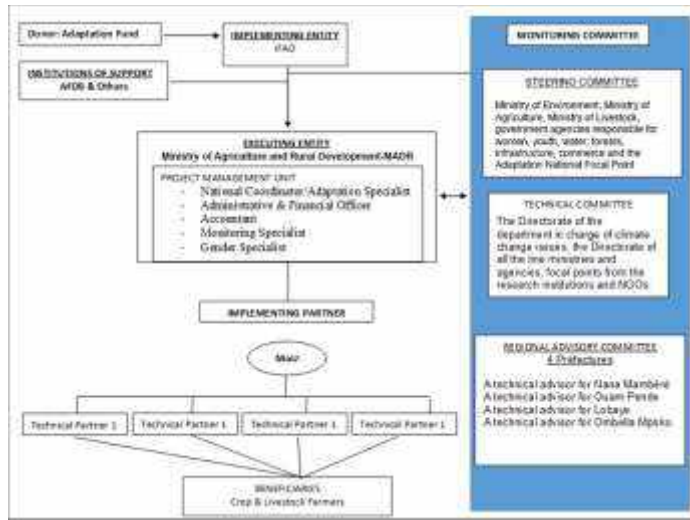 Donor: Adaptation Fund
IMPLEMENTING ENTITY
IFAD
INSTITUTIONS OF SUPPORT
AfDB & Others
EXECUTING ENTITY
Ministry of Agriculture and Rural Development-MADR
PROJECT MANAGEMENT UNIT
- National Coordinator/Adaptation Specialist
- Administrative & Financial Officer
- Accountant
- Monitoring Specialist
- Gender Specialist
IMPLEMENTING PARTNER
MoU
Technical Partner 1
Technical Partner 1
Technical Partner 1
Technical Partner 1
BENEFICIARIES
Crop & Livestock Farmers
MONITORING COMMITTEE
STEERING COMMITTEE
Ministry of Environment, Ministry of
Agriculture, Ministry of Livestock,
government agencies responsible for
women, youth, water, forests,
infrastructure, commerce and the
Adaptation National Focal Point
TECHNICAL COMMITTEE
The Directorate of the
department in charge of climate
change issues, the Directorate of
all the line ministries and
agencies, focal points from the
research institutions and NGOs
REGIONAL ADVISORY COMMITTEE
4 Préfectures
A technical advisor for Nana Mambéré
A technical advisor for Ouam Pende
A technical advisor for Lobaye
A technical advisor for Ombella Mpoko